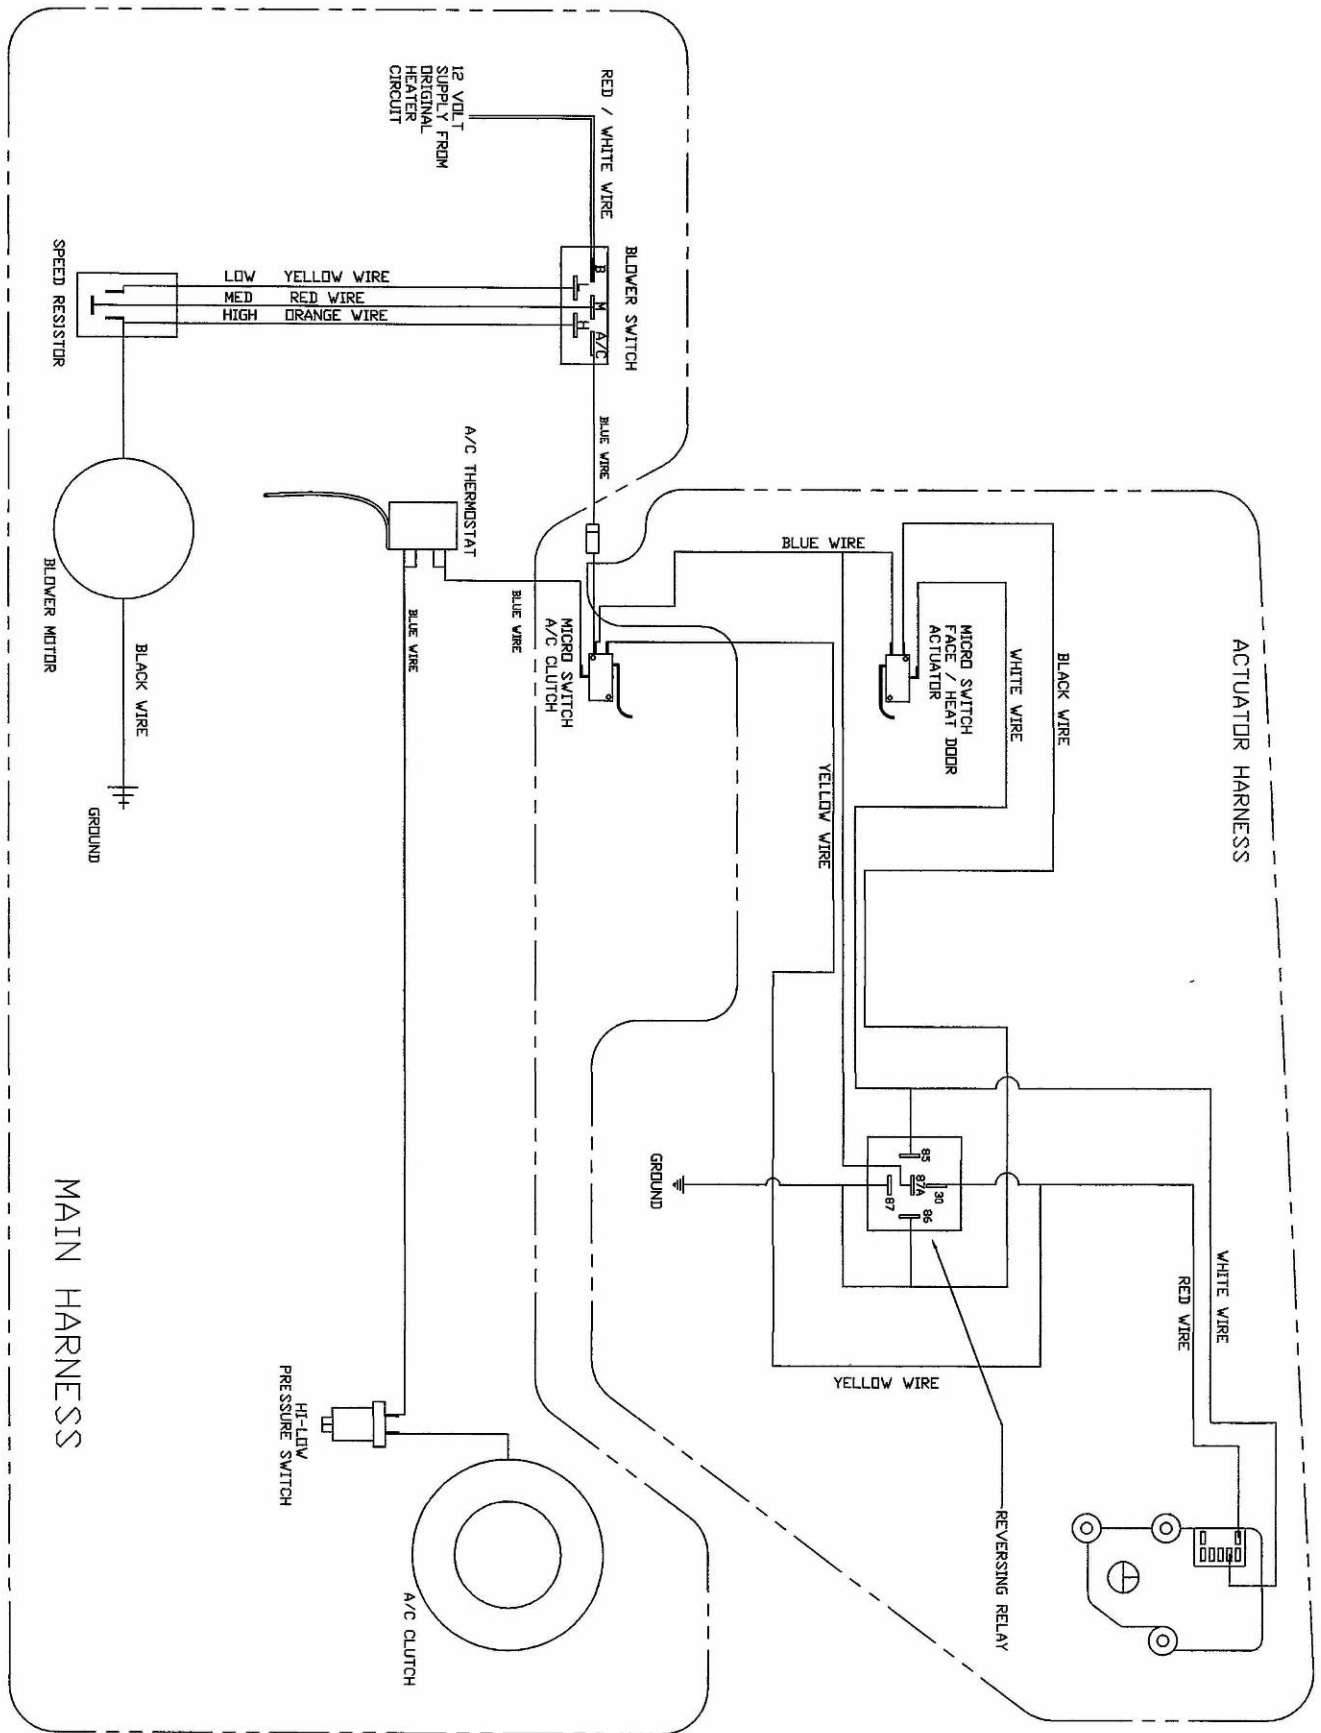 ACTUATOR HARNESS
BLACK WIRE
WHITE WIRE
MICRO SWITCH
FACE / HEAT DOOR
ACTUATOR
BLUE WIRE
YELLOW WIRE
YELLOW WIRE
WHITE WIRE
RED WIRE
REVERSING RELAY
85
87A
30
87
86
GROUND
RED / WHITE WIRE
12 VOLT
SUPPLY FROM
ORIGINAL
HEATER
CIRCUIT
BLOWER SWITCH
B
L
M
H
A/C
BLUE WIRE
LOW YELLOW WIRE
MED RED WIRE
HIGH ORANGE WIRE
SPEED RESISTOR
A/C THERMOSTAT
BLUE WIRE
BLUE WIRE
MICRO SWITCH
A/C CLUTCH
BLOWER MOTOR
BLACK WIRE
GROUND
HI-LOW
PRESSURE SWITCH
A/C CLUTCH
MAIN HARNESS